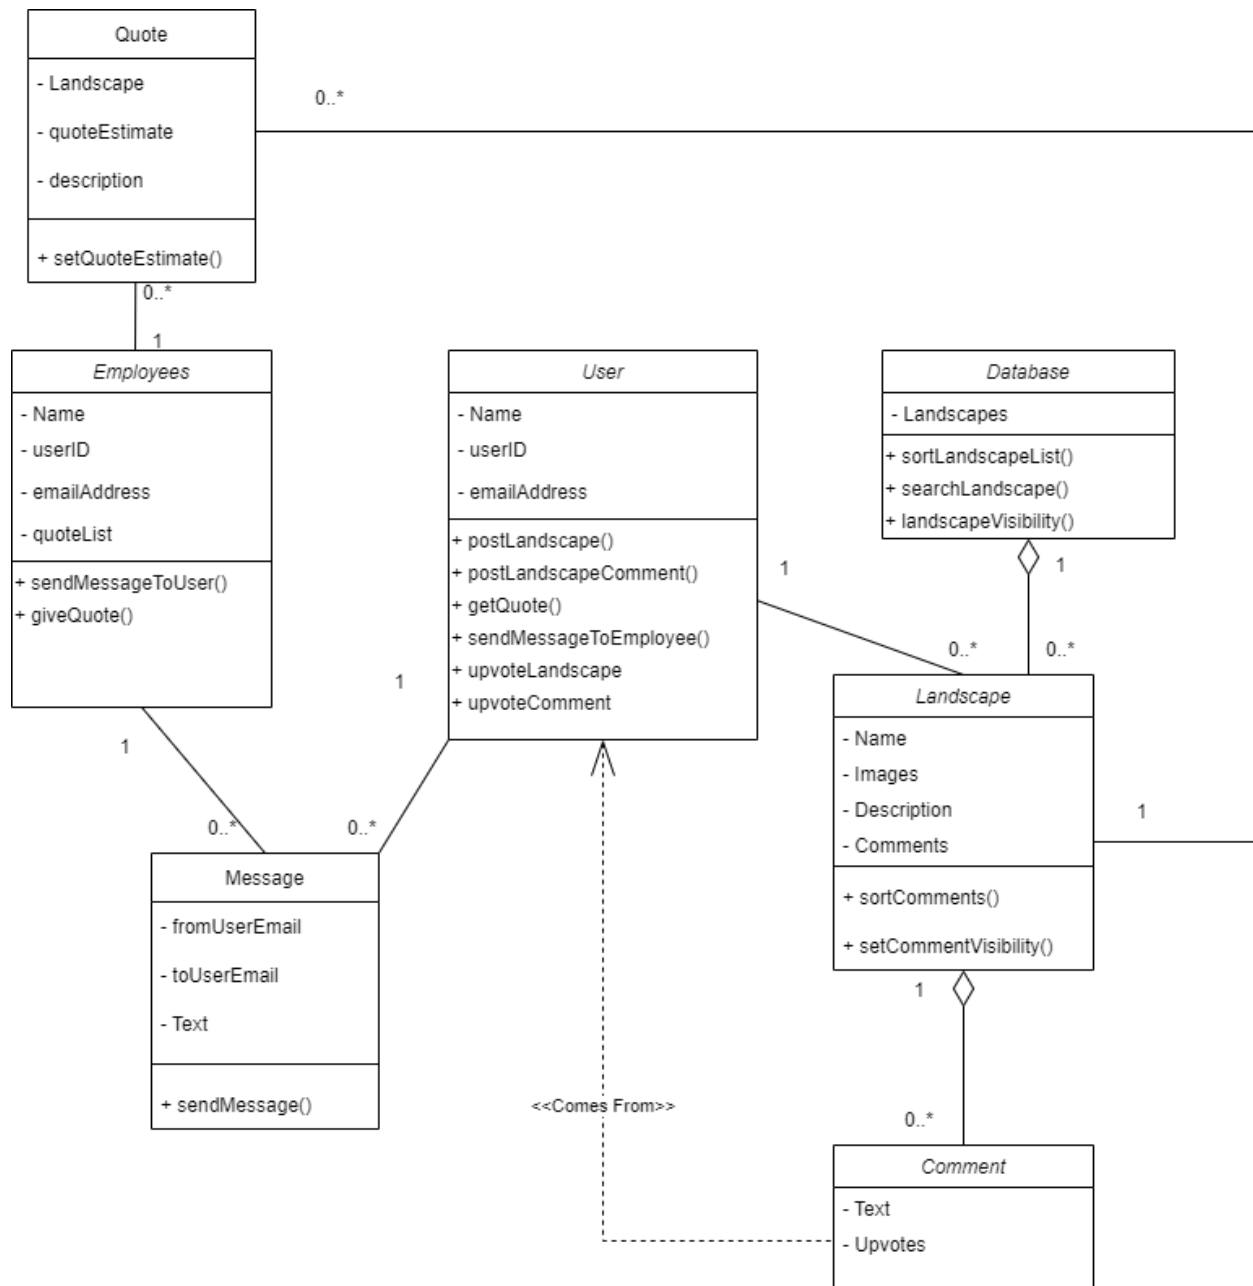 Quote
- Landscape
- quoteEstimate
- description
+ setQuoteEstimate()
0..*
0..*
1
Employees
- Name
- userID
- emailAddress
- quoteList
+ sendMessageToUser()
+ giveQuote()
User
- Name
- userID
- emailAddress
+ postLandscape()
+ postLandscapeComment()
+ getQuote()
+ sendMessageToEmployee()
+ upvoteLandscape
+ upvoteComment
Database
- Landscapes
+ sortLandscapeList()
+ searchLandscape()
+ landscapeVisibility()
1
1
0..*
0..*
1
1
0..*
0..*
Landscape
- Name
- Images
- Description
- Comments
+ sortComments()
+ setCommentVisibility()
1
Message
- fromUserEmail
- toUserEmail
- Text
+ sendMessage()
1
<<Comes From>>
0..*
Comment
- Text
- Upvotes